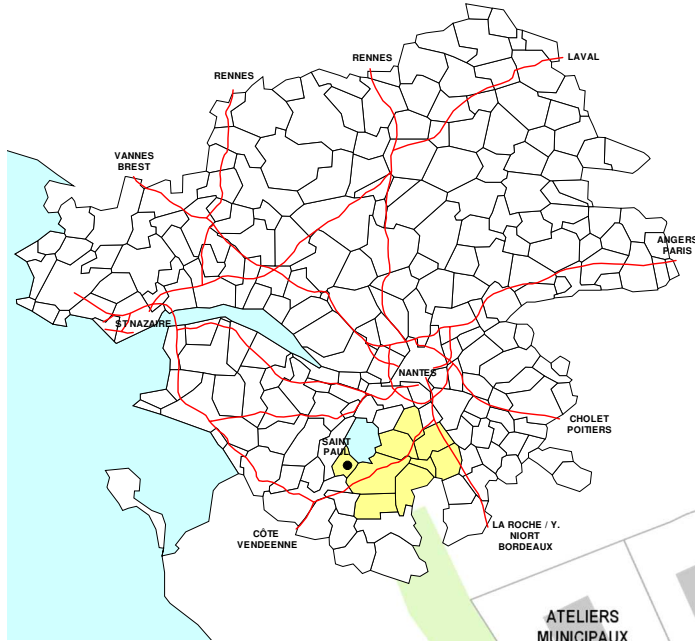 RENNES
LAVAL
RENNES
VANNES
BREST
ANGERS
PARIS
ST NAZAIRE
NANTES
CHOLET
POITIERS
SAINT
PAUL
CÔTE
VENDEENNE
LA ROCHE / Y.
NIORT
BORDEAUX
ATELIERS
MUNICIPAUX